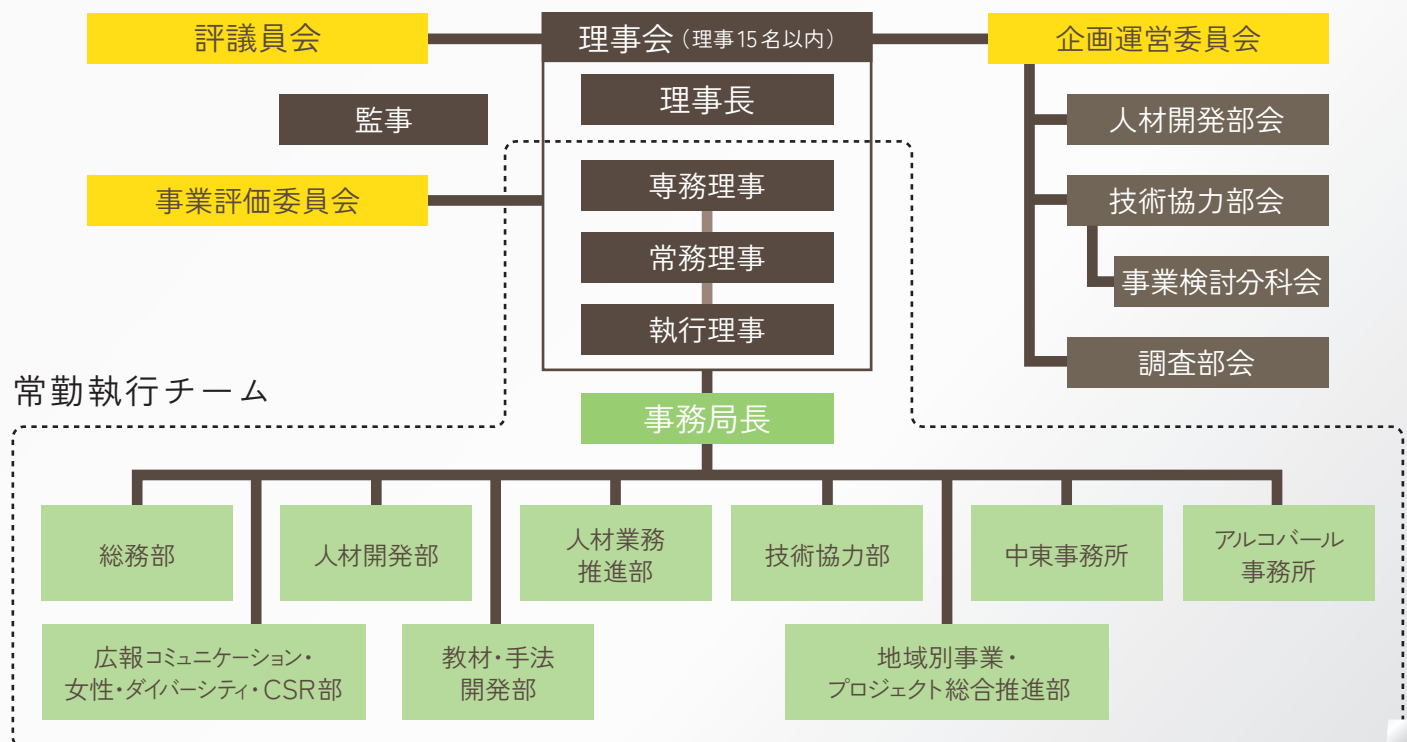 評議員会
理事会(理事15名以内)
企画運営委員会
理事長
監事
人材開発部会
専務理事
事業評価委員会
技術協力部会
常務理事
事業検討分科会
執行理事
調査部会
常勤執行チーム
事務局長
総務部
人材開発部
人材業務
推進部
技術協力部
中東事務所
アルコバール
事務所
広報コミュニケーション・
女性・ダイバーシティ・CSR部
教材・手法
開発部
地域別事業・
プロジェクト総合推進部